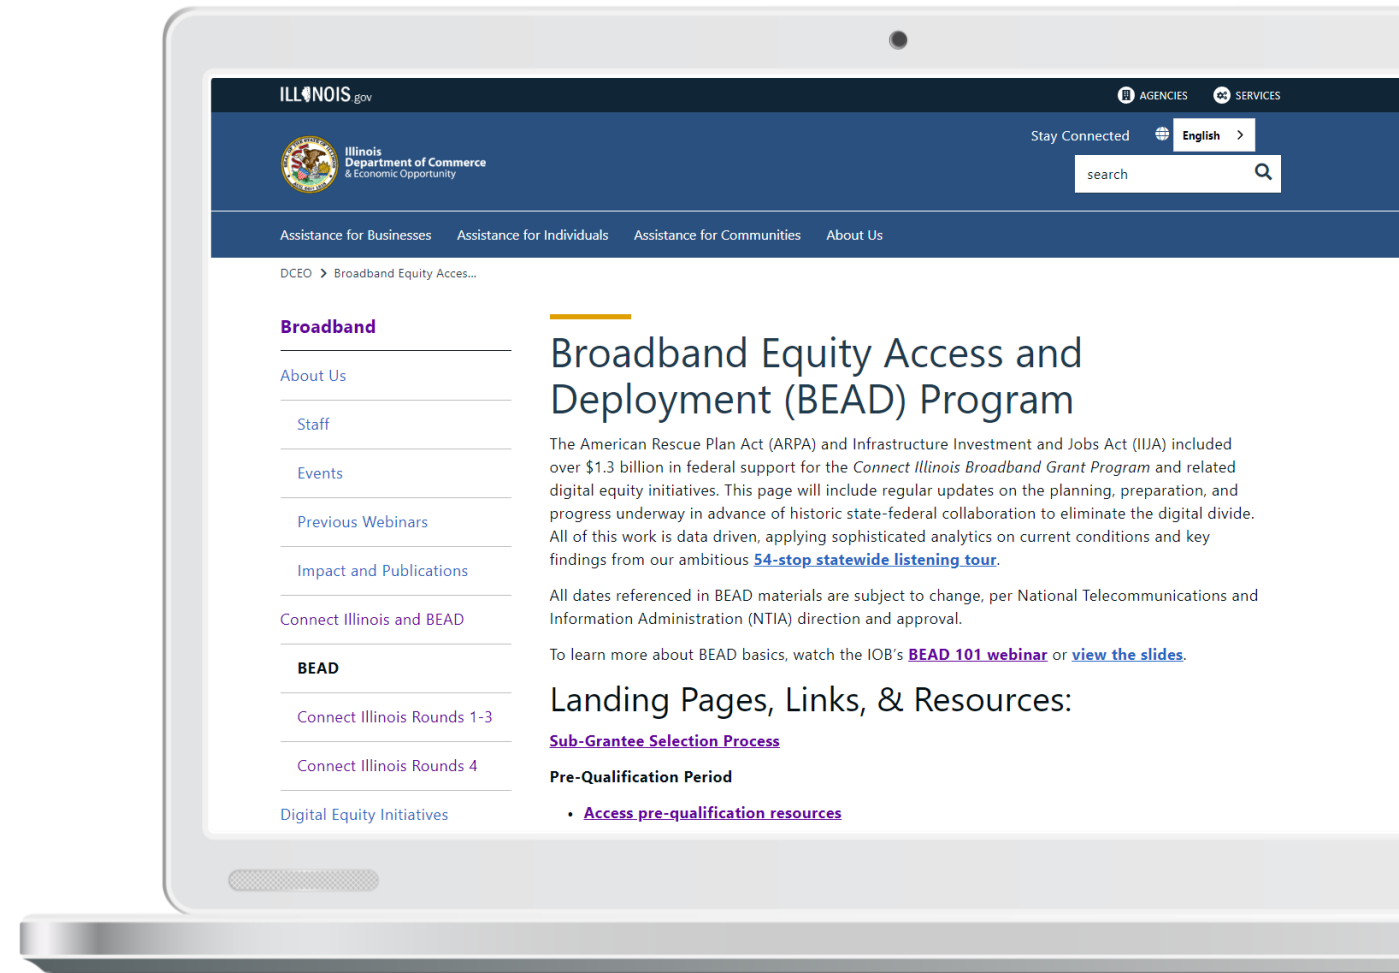 ILLINOIS.gov
AGENCIES
SERVICES
Illinois
Department of Commerce
& Economic Opportunity
Stay Connected
English
search
Assistance for Businesses
Assistance for Individuals
Assistance for Communities
About Us
DCEO
Broadband Equity Acces...
Broadband
About Us
Staff
Events
Previous Webinars
Impact and Publications
Connect Illinois and BEAD
BEAD
Connect Illinois Rounds 1-3
Connect Illinois Rounds 4
Digital Equity Initiatives
Broadband Equity Access and
Deployment (BEAD) Program
The American Rescue Plan Act (ARPA) and Infrastructure Investment and Jobs Act (IIJA) included
over $1.3 billion in federal support for the Connect Illinois Broadband Grant Program and related
digital equity initiatives. This page will include regular updates on the planning, preparation, and
progress underway in advance of historic state-federal collaboration to eliminate the digital divide.
All of this work is data driven, applying sophisticated analytics on current conditions and key
findings from our ambitious 54-stop statewide listening tour.
All dates referenced in BEAD materials are subject to change, per National Telecommunications and
Information Administration (NTIA) direction and approval.
To learn more about BEAD basics, watch the IOB's BEAD 101 webinar or view the slides.
Landing Pages, Links, & Resources:
Sub-Grantee Selection Process
Pre-Qualification Period
• Access pre-qualification resources